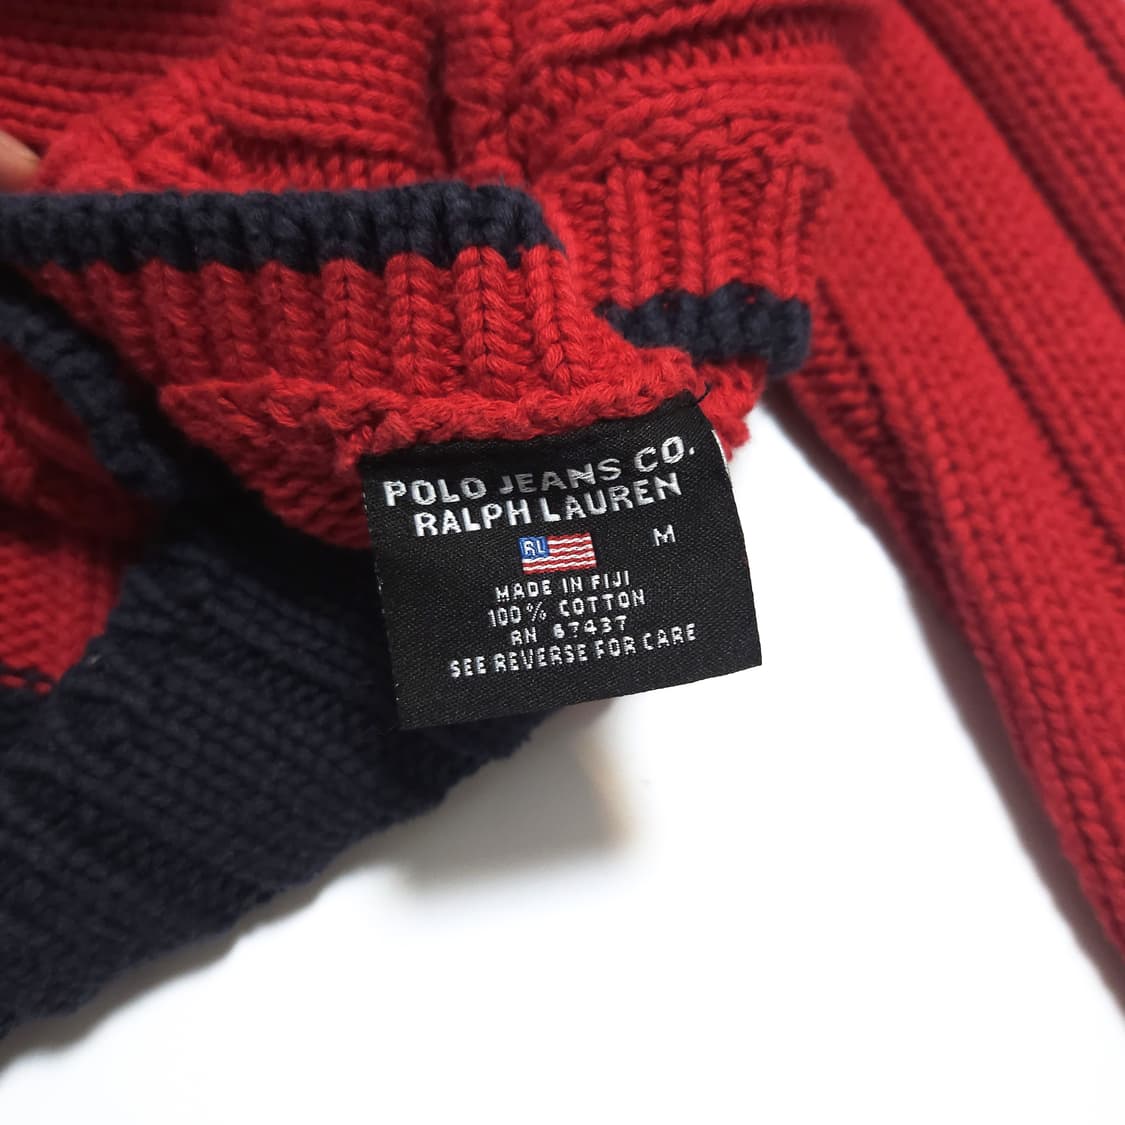 POLO JEANS CO.
RALPH LAUREN
RL
M
MADE IN FIJI
100% COTTON
RN 67437
SEE REVERSE FOR CARE